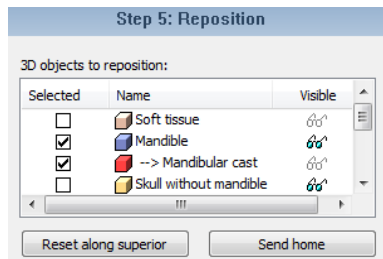 Step 5: Reposition
3D objects to reposition:
Selected Name Visible
Soft tissue
Mandible
--> Mandibular cast
Skull without mandible
Reset along superior Send home